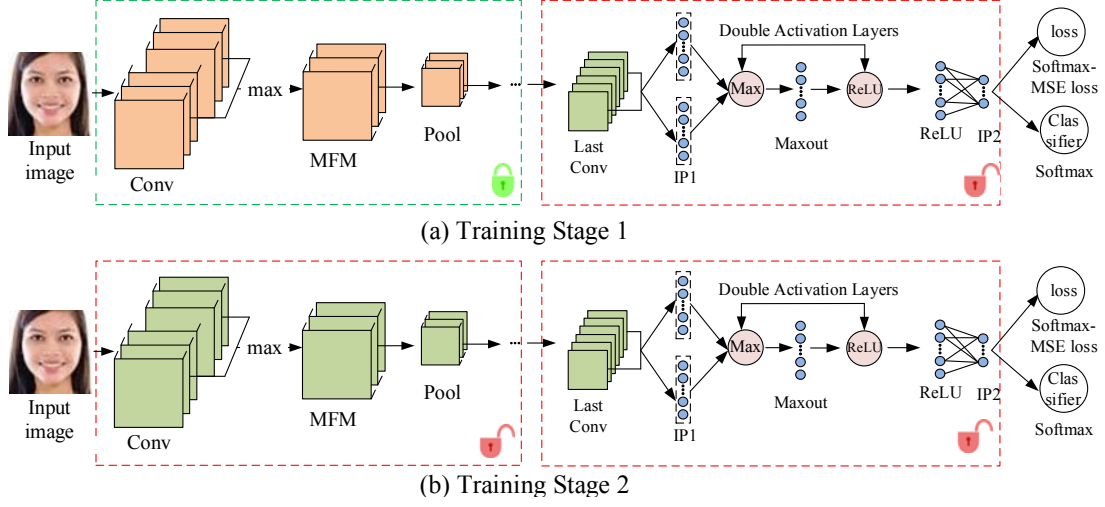 Input
image
Conv
max
MFM
Pool
...
Last
Conv
IP1
Double Activation Layers
Max
Maxout
ReLU
ReLU
IP2
loss
Softmax-
MSE loss
Clas
sifier
Softmax
(a) Training Stage 1
Input
image
Conv
max
MFM
Pool
...
Last
Conv
IP1
Double Activation Layers
Max
Maxout
ReLU
ReLU
IP2
loss
Softmax-
MSE loss
Clas
sifier
Softmax
(b) Training Stage 2